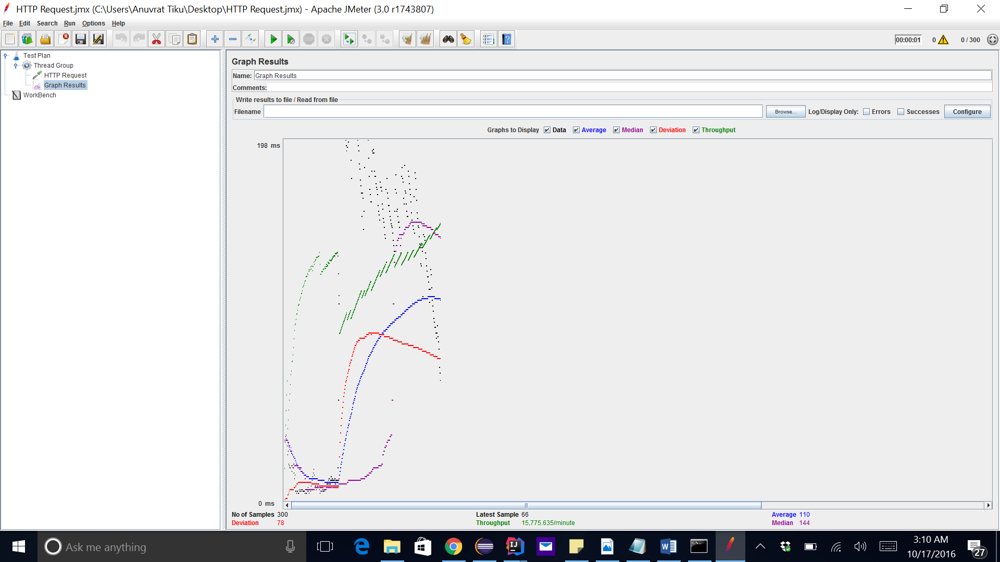 HTTP Request.jmx (C:\Users\Anuvrat Tiku\Desktop\HTTP Request.jmx) - Apache JMeter (3.0 r1743807)
File Edit Search Run Options Help
STOP 00:00:01 0 0 / 300
Test Plan
Thread Group
HTTP Request
Graph Results
WorkBench
Graph Results
Name: Graph Results
Comments:
Write results to file / Read from file
Filename Browse... Log/Display Only: Errors Successes Configure
Graphs to Display Data Average Median Deviation Throughput
198 ms
0 ms
No of Samples 300 Latest Sample 66 Average 110
Deviation 78 Throughput 15,775.635/minute Median 144
Ask me anything
3:10 AM
10/17/2016
27